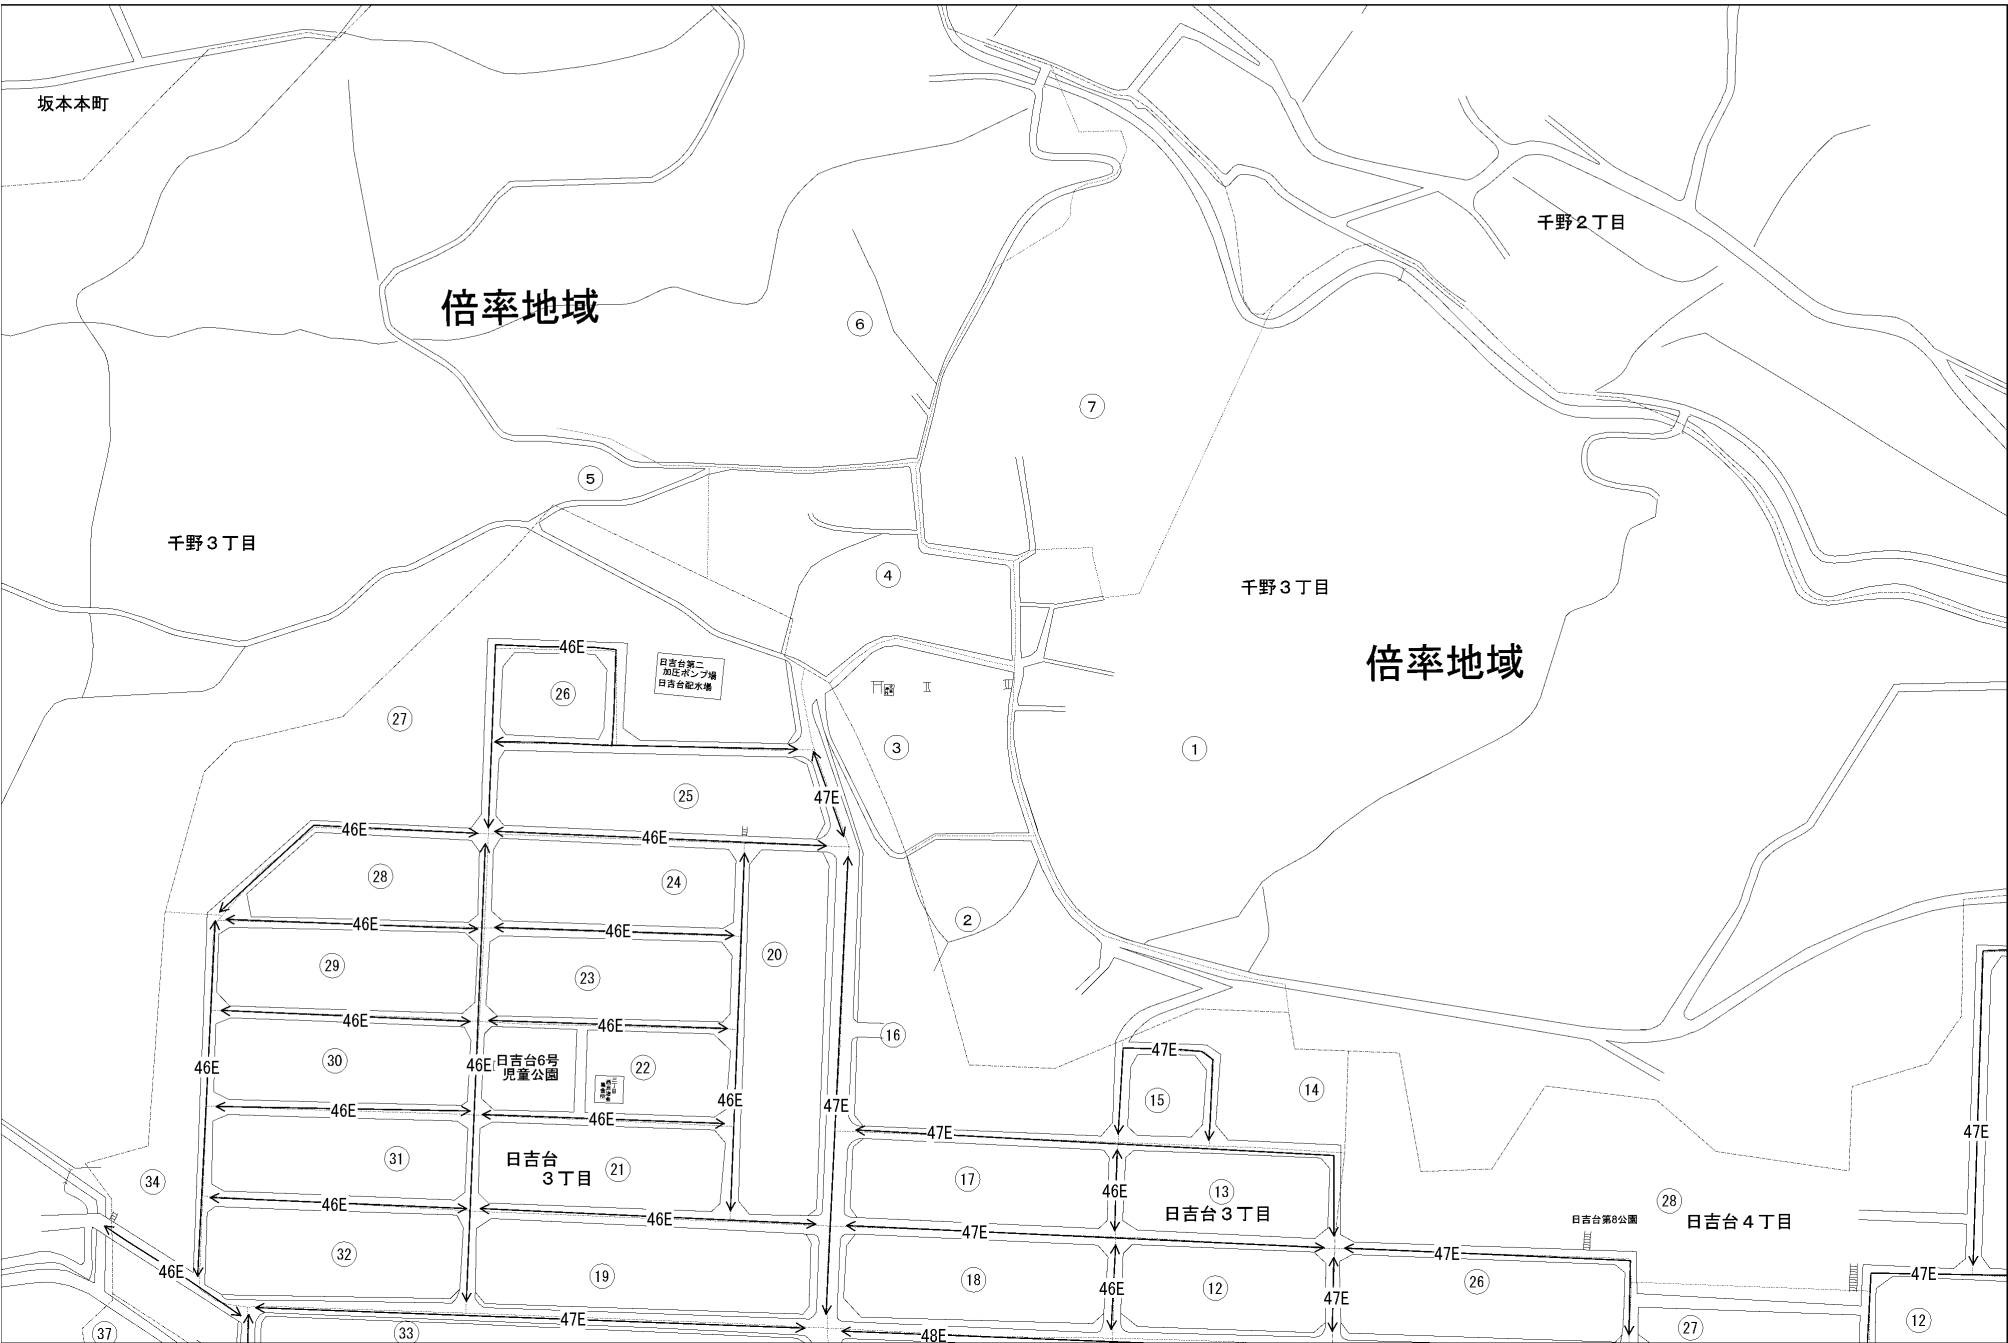 坂本本町
千野2丁目
倍率地域
6
7
5
千野3丁目
4
千野3丁目
倍率地域
46E
日吉台第二
加圧ポンプ場
日吉台配水場
26
27
3
1
25
47E
46E
46E
28
24
2
46E
46E
20
29
23
46E
46E
16
30
46E
46E
日吉台6号
児童公園
22
47E
14
15
46E
47E
46E
46E
47E
47E
31
日吉台
3丁目
21
17
46E
13
日吉台3丁目
34
28
日吉台第8公園
日吉台4丁目
46E
46E
47E
47E
32
46E
19
18
46E
12
47E
26
47E
12
37
33
47E
48E
27